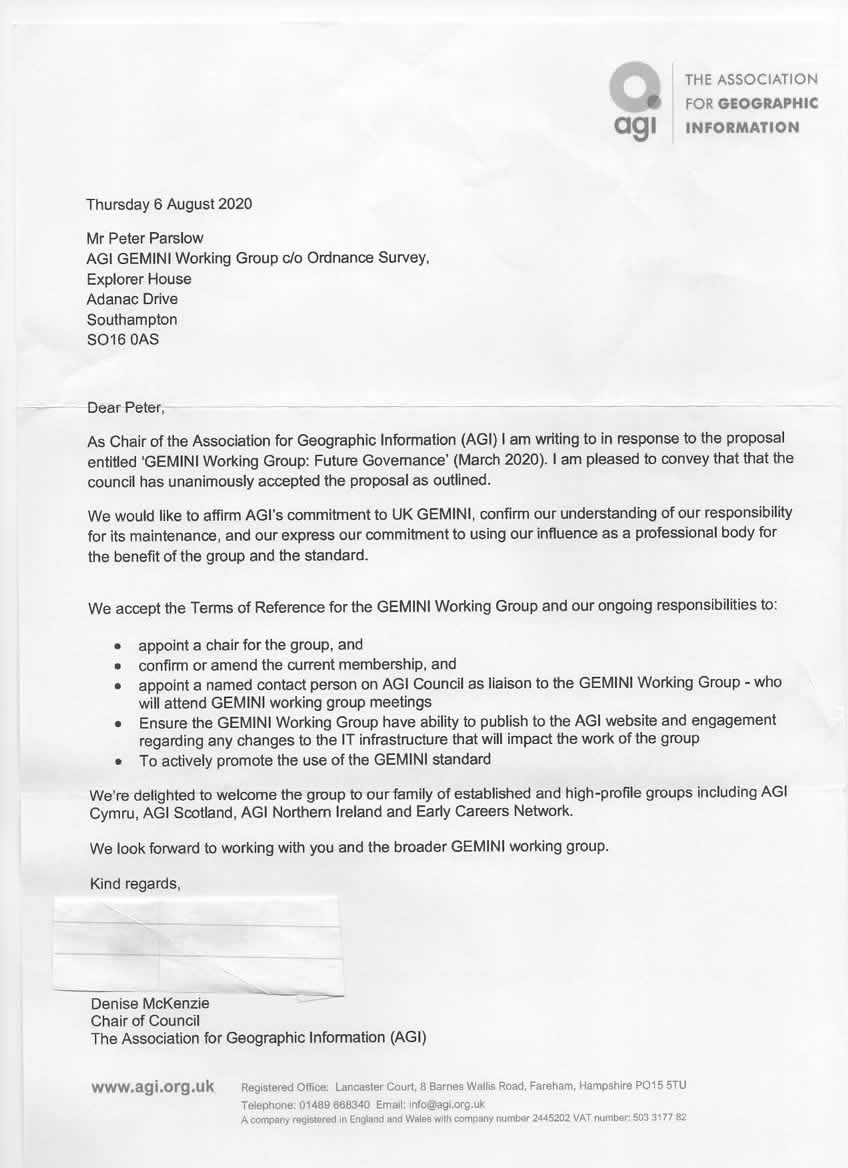 agi
THE ASSOCIATION
FOR GEOGRAPHIC
INFORMATION
Thursday 6 August 2020
Mr Peter Parslow
AGI GEMINI Working Group c/o Ordnance Survey,
Explorer House
Adanac Drive
Southampton
SO16 0AS
Dear Peter,
As Chair of the Association for Geographic Information (AGI) I am writing to in response to the proposal
entitled ‘GEMINI Working Group: Future Governance’ (March 2020). I am pleased to convey that that the
council has unanimously accepted the proposal as outlined.
We would like to affirm AGI’s commitment to UK GEMINI, confirm our understanding of our responsibility
for its maintenance, and our express our commitment to using our influence as a professional body for
the benefit of the group and the standard.
We accept the Terms of Reference for the GEMINI Working Group and our ongoing responsibilities to:
• appoint a chair for the group, and
• confirm or amend the current membership, and
• appoint a named contact person on AGI Council as liaison to the GEMINI Working Group - who
will attend GEMINI working group meetings
• Ensure the GEMINI Working Group have ability to publish to the AGI website and engagement
regarding any changes to the IT infrastructure that will impact the work of the group
• To actively promote the use of the GEMINI standard
We’re delighted to welcome the group to our family of established and high-profile groups including AGI
Cymru, AGI Scotland, AGI Northern Ireland and Early Careers Network.
We look forward to working with you and the broader GEMINI working group.
Kind regards,
Denise McKenzie
Chair of Council
The Association for Geographic Information (AGI)
www.agi.org.uk
Registered Office: Lancaster Court, 8 Barnes Wallis Road, Fareham, Hampshire PO15 5TU
Telephone: 01489 668340 Email: info@agi.org.uk
A company registered in England and Wales with company number 2445202 VAT number: 503 3177 82